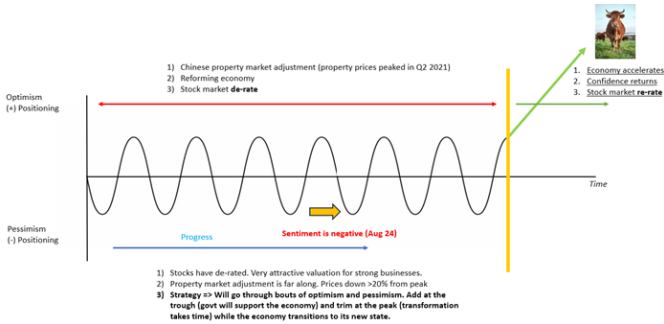 1) Chinese property market adjustment (property prices peaked in Q2 2021)
2) Reforming economy
3) Stock market de-rate
1. Economy accelerates
2. Confidence returns
3. Stock market re-rate
Optimism
(+) Positioning
Time
Pessimism
(-) Positioning
Progress
Sentiment is negative (Aug 24)
1) Stocks have de-rated. Very attractive valuation for strong businesses.
2) Property market adjustment is far along. Prices down >20% from peak
3) Strategy => Will go through bouts of optimism and pessimism. Add at the
trough (govt will support the economy) and trim at the peak (transformation
takes time) while the economy transitions to its new state.